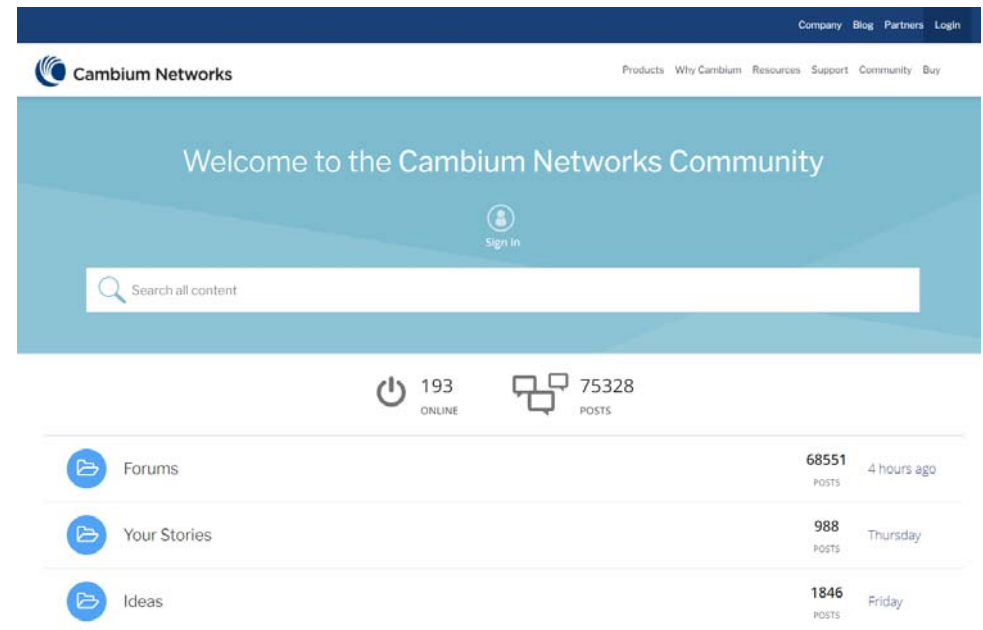 Company Blog Partners Login
Cambium Networks
Products Why Cambium Resources Support Community Buy
Welcome to the Cambium Networks Community
Sign In
Search all content
193
ONLINE
75328
POSTS
Forums
68551
POSTS
4 hours ago
Your Stories
988
POSTS
Thursday
Ideas
1846
POSTS
Friday